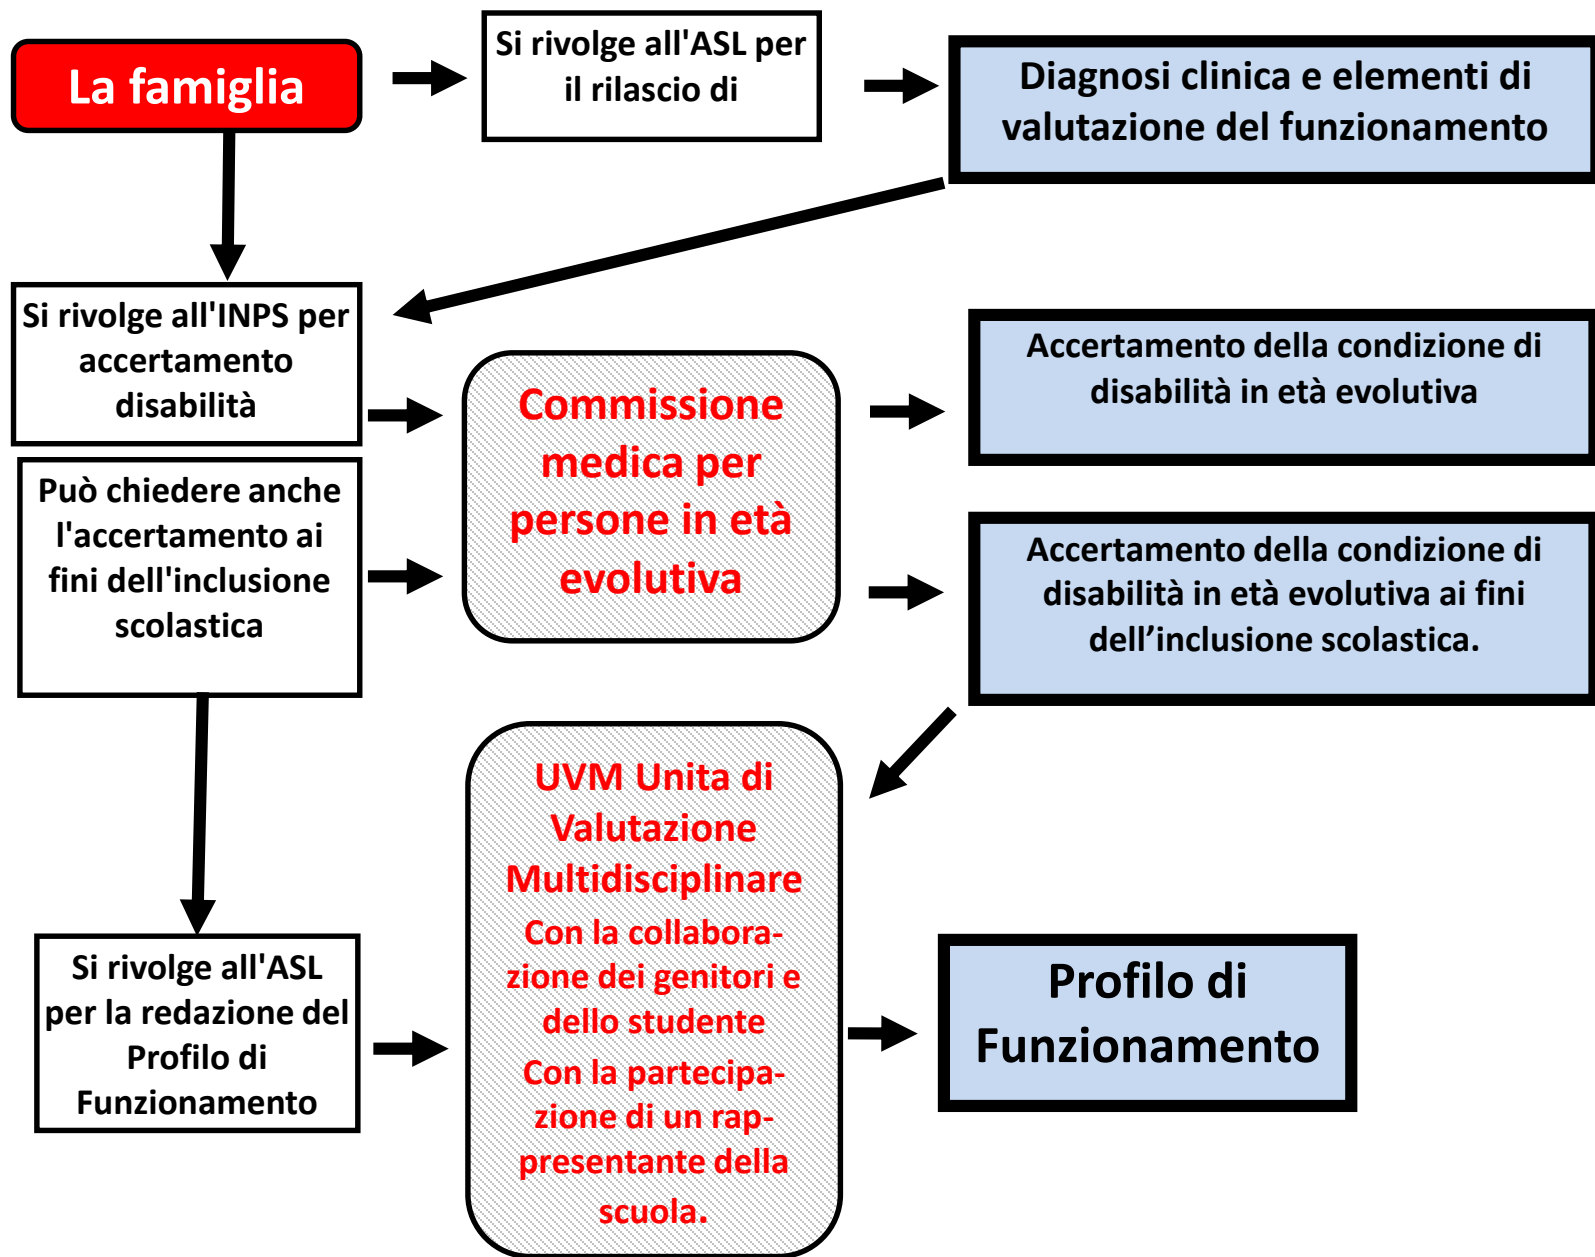 La famiglia
Si rivolge all'ASL per
il rilascio di
Diagnosi clinica e elementi di
valutazione del funzionamento
Si rivolge all'INPS per
accertamento
disabilità
Può chiedere anche
l'accertamento ai
fini dell'inclusione
scolastica
Commissione
medica per
persone in età
evolutiva
Accertamento della condizione di
disabilità in età evolutiva
Accertamento della condizione di
disabilità in età evolutiva ai fini
dell’inclusione scolastica.
Si rivolge all'ASL
per la redazione del
Profilo di
Funzionamento
UVM Unita di
Valutazione
Multidisciplinare
Con la collabora-
zione dei genitori e
dello studente
Con la partecipa-
zione di un rap-
presentante della
scuola.
Profilo di
Funzionamento